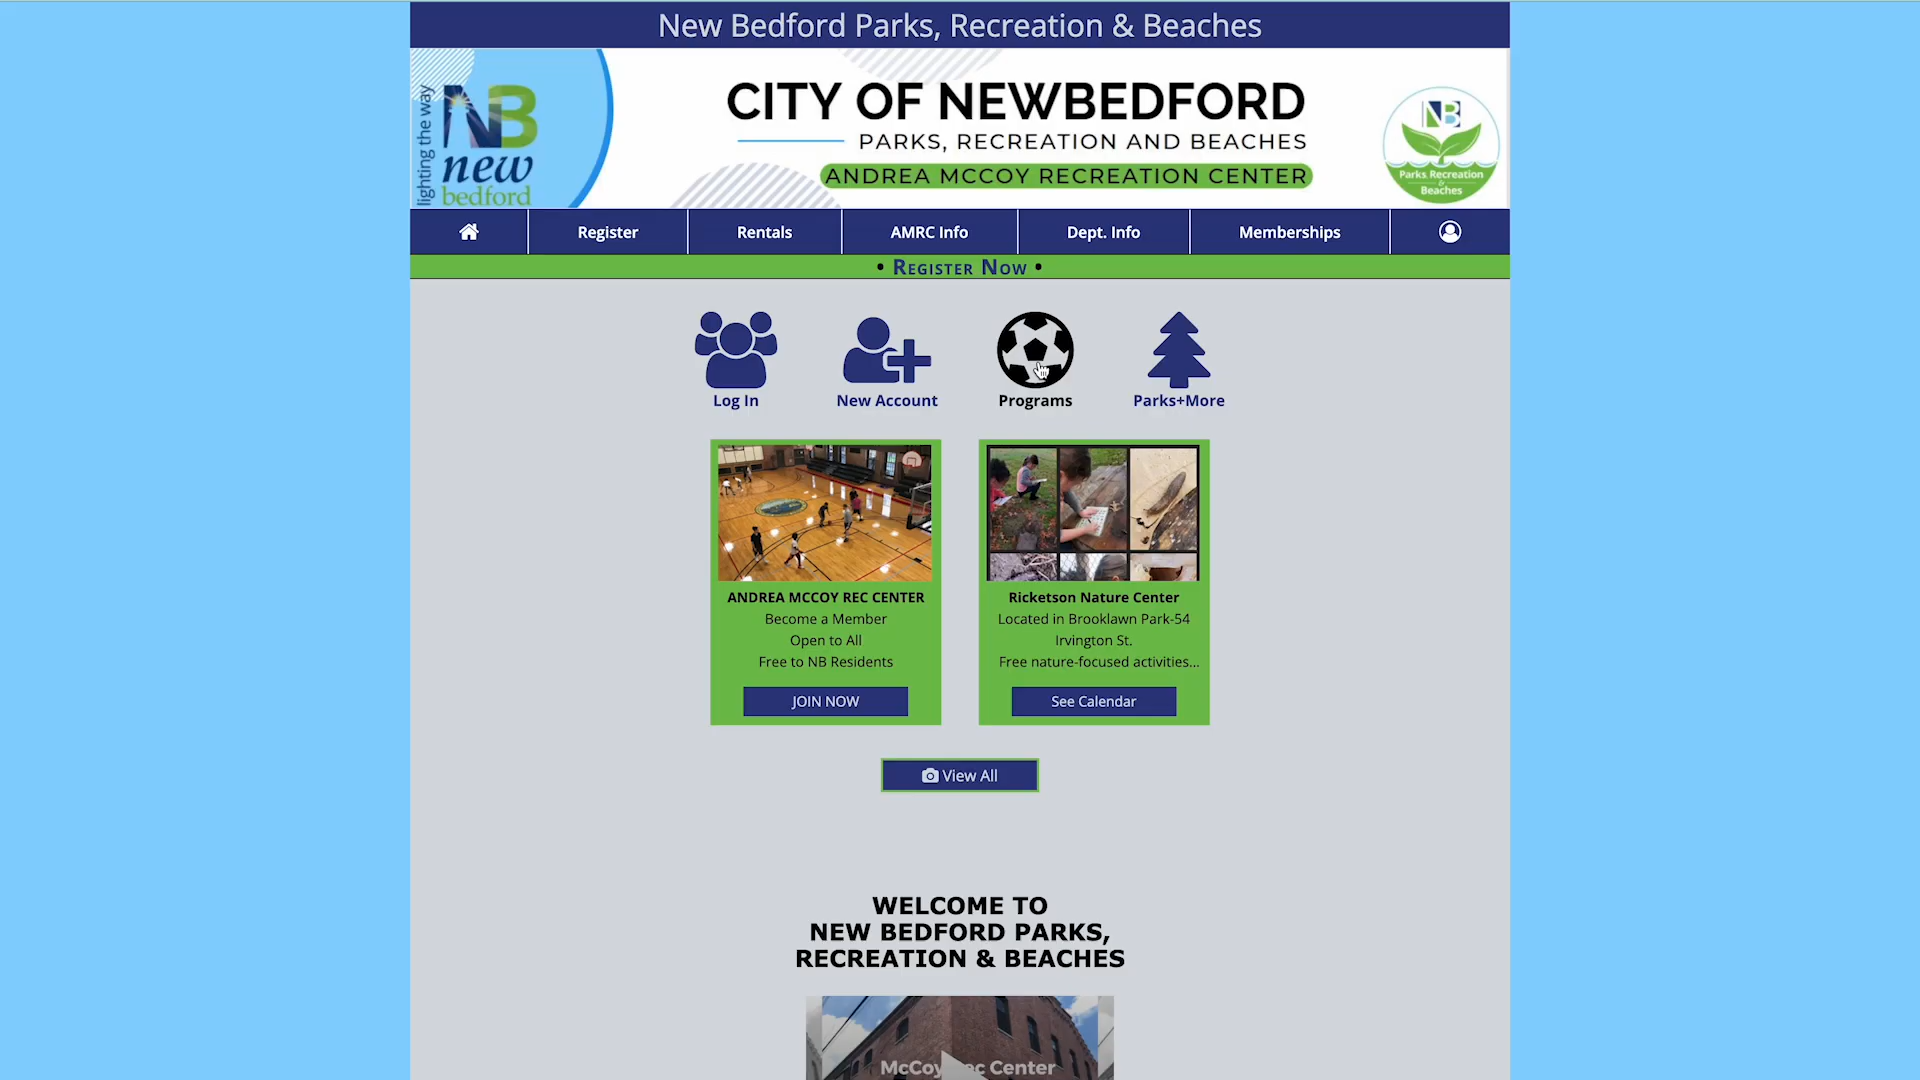 New Bedford Parks, Recreation & Beaches
lighting the way
NB
new
bedford
CITY OF NEWBEDFORD
PARKS, RECREATION AND BEACHES
ANDREA MCCOY RECREATION CENTER
NB
Parks Recreation
&
Beaches
Register
Rentals
AMRC Info
Dept. Info
Memberships
• Register Now •
Log In
New Account
Programs
Parks+More
ANDREA MCCOY REC CENTER
Become a Member
Open to All
Free to NB Residents
JOIN NOW
Ricketson Nature Center
Located in Brooklawn Park-54
Irvington St.
Free nature-focused activities...
See Calendar
View All
WELCOME TO
NEW BEDFORD PARKS,
RECREATION & BEACHES
McCoy Rec Center